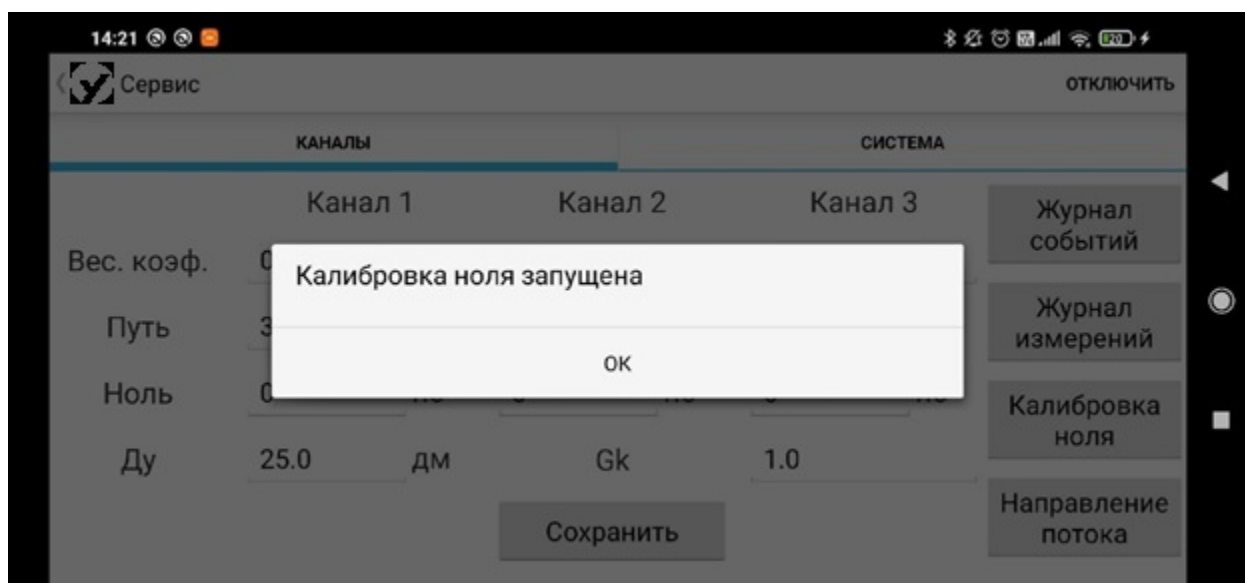 14:21
20
Сервис
ОТКЛЮЧИТЬ
КАНАЛЫ
СИСТЕМА
Канал 1
Канал 2
Канал 3
Журнал
событий
Вес. коэф.
Калибровка ноля запущена
Путь
Журнал
измерений
ОК
Ноль
Калибровка
ноля
Ду
25.0
дм
Gk
1.0
Направление
потока
Сохранить